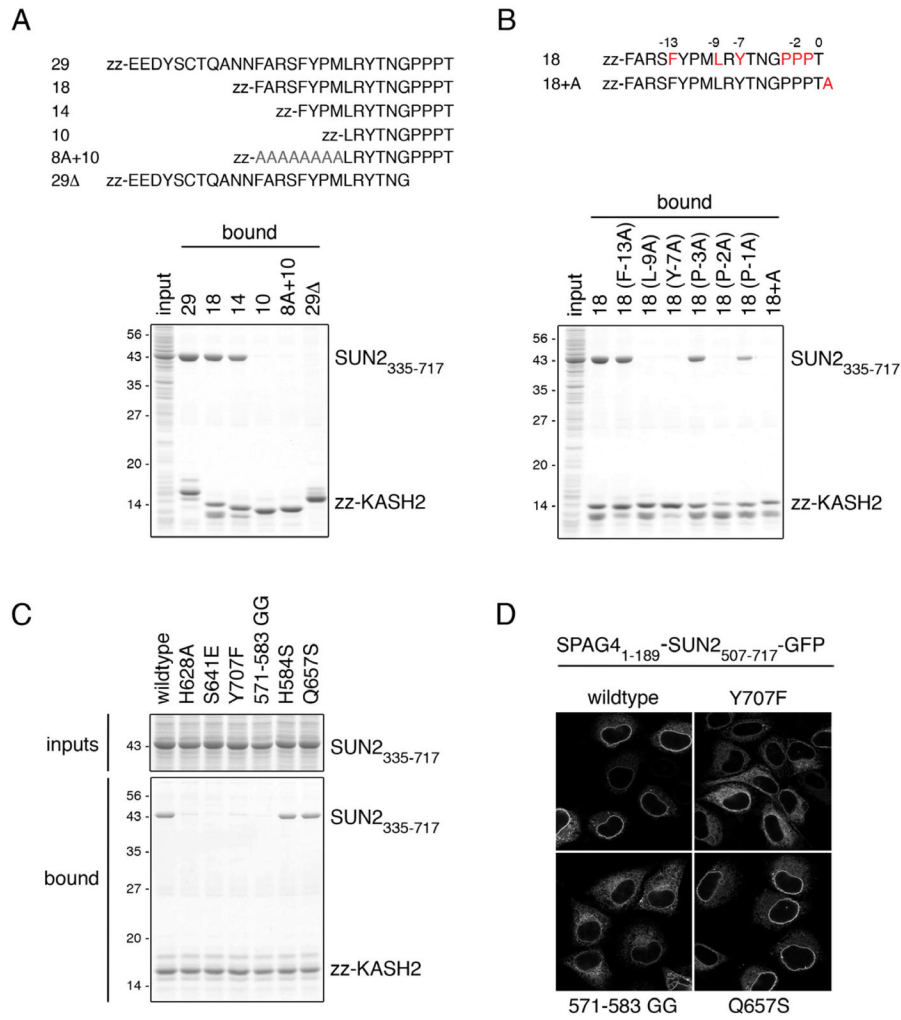 A
29 zz-EEDYSCTQANNFARSFYPMLRYTNGPPPT
18 zz-FARSFYPMLRYTNGPPPT
14 zz-FYPMLRYTNGPPPT
10 zz-LRYTNGPPPT
8A+10 zz-AAAAAAAALRYTNGPPPT
29Δ zz-EEDYSCTQANNFARSFYPMLRYTNG
bound
input 29 18 14 10 8A+10 29Δ
56 -
43 - SUN2335-717
35 -
27 -
20 -
14 - zz-KASH2
B
-13 -9 -7 -2 0
18 zz-FARSFYPMLRYTNGPPPT
18+A zz-FARSFYPMLRYTNGPPPTA
bound
input 18 18 (F-13A) 18 (L-9A) 18 (Y-7A) 18 (P-3A) 18 (P-2A) 18 (P-1A) 18+A
56 -
43 - SUN2335-717
35 -
27 -
20 -
14 - zz-KASH2
C
wildtype H628A S641E Y707F 571-583 GG H584S Q657S
inputs 43 - SUN2335-717
56 -
43 - SUN2335-717
35 -
bound
27 -
20 -
zz-KASH2
14 -
D
SPAG41-189-SUN2507-717-GFP
wildtype Y707F
571-583 GG Q657S